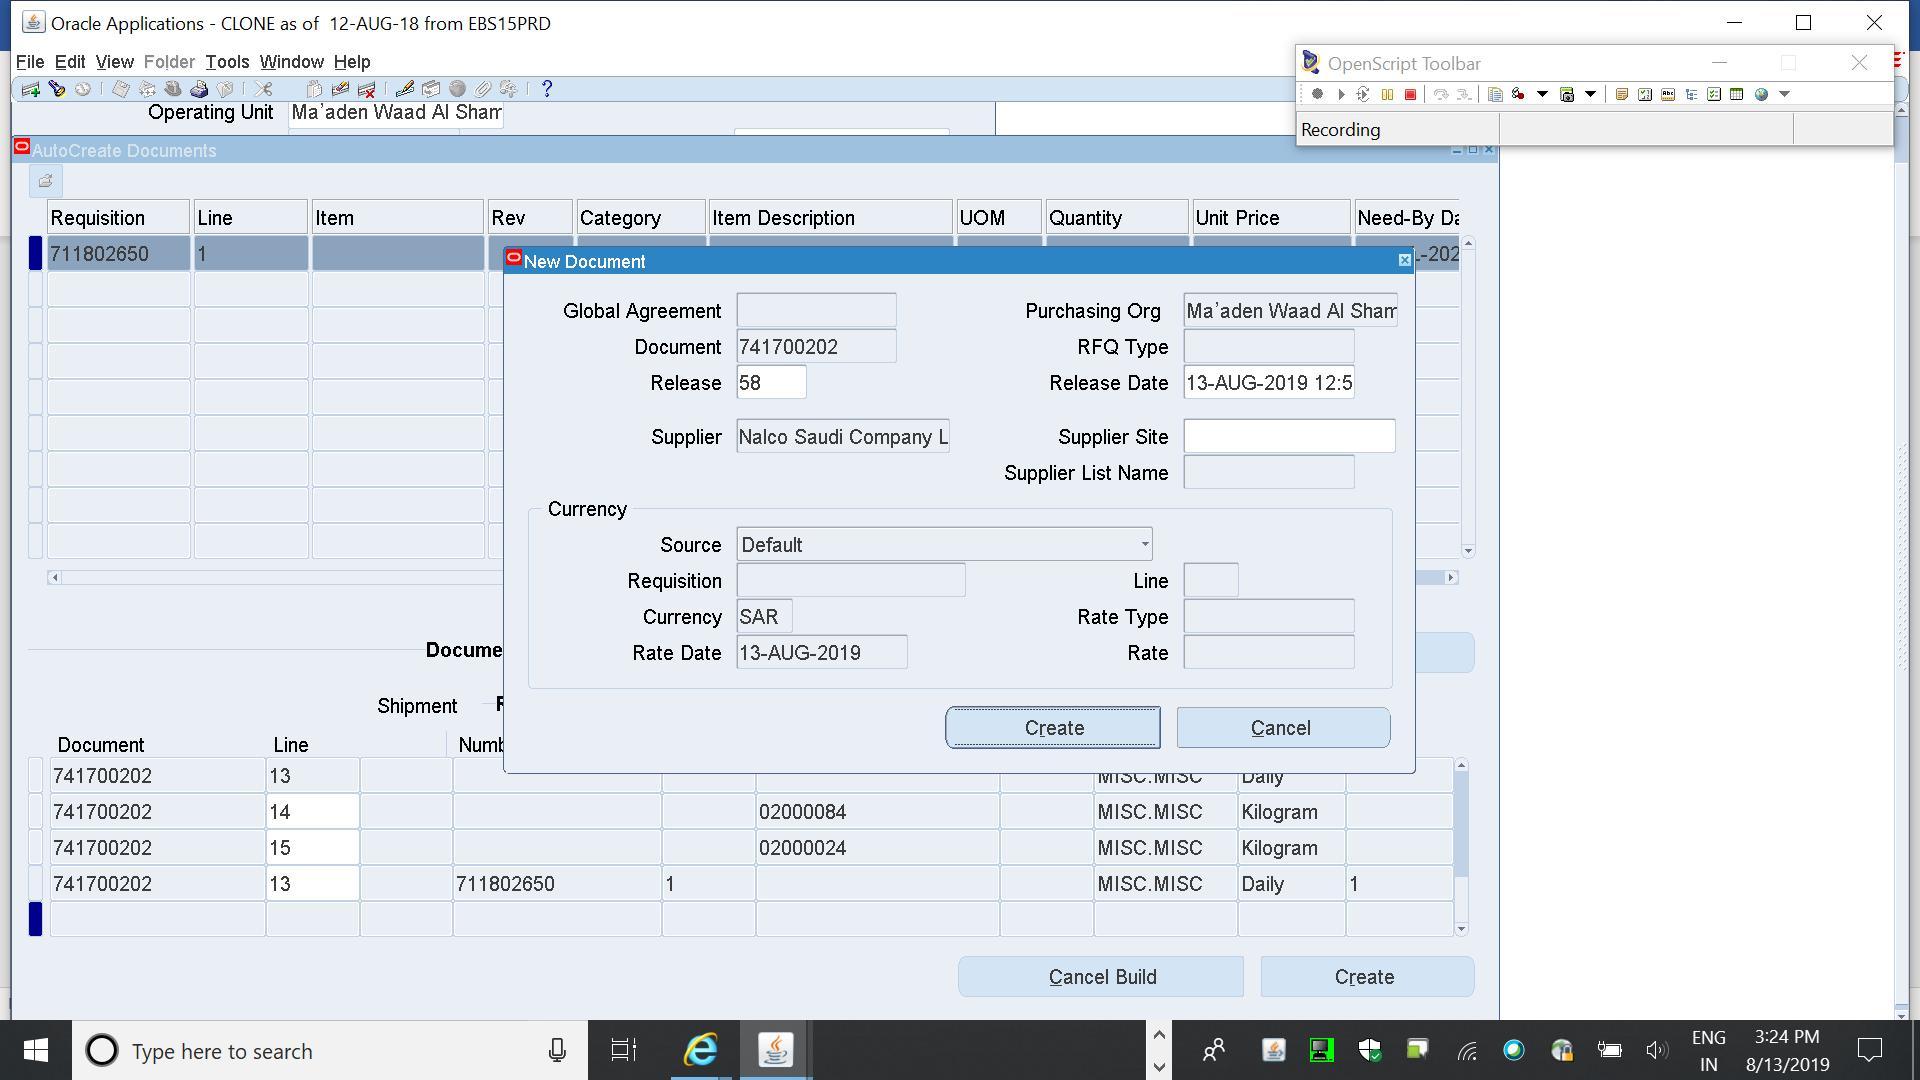 Oracle Applications - CLONE as of  12-AUG-18 from EBS15PRD
File Edit View Folder Tools Window Help
OpenScript Toolbar
Recording
Operating Unit Ma'aden Waad Al Sham
AutoCreate Documents
Requisition Line Item Rev Category Item Description UOM Quantity Unit Price Need-By Da
711802650 1 -202
New Document
Global Agreement Purchasing Org Ma'aden Waad Al Sham
Document 741700202 RFQ Type
Release 58 Release Date 13-AUG-2019 12:5
Supplier Nalco Saudi Company L Supplier Site
Supplier List Name
Currency
Source Default
Requisition Line
Currency SAR Rate Type
Rate Date 13-AUG-2019 Rate
Create Cancel
Docume
Shipment
Document Line Numb
741700202 13 MISC.MISC Daily
741700202 14 02000084 MISC.MISC Kilogram
741700202 15 02000024 MISC.MISC Kilogram
741700202 13 711802650 1 MISC.MISC Daily 1
Cancel Build Create
Type here to search
ENG
IN
3:24 PM
8/13/2019